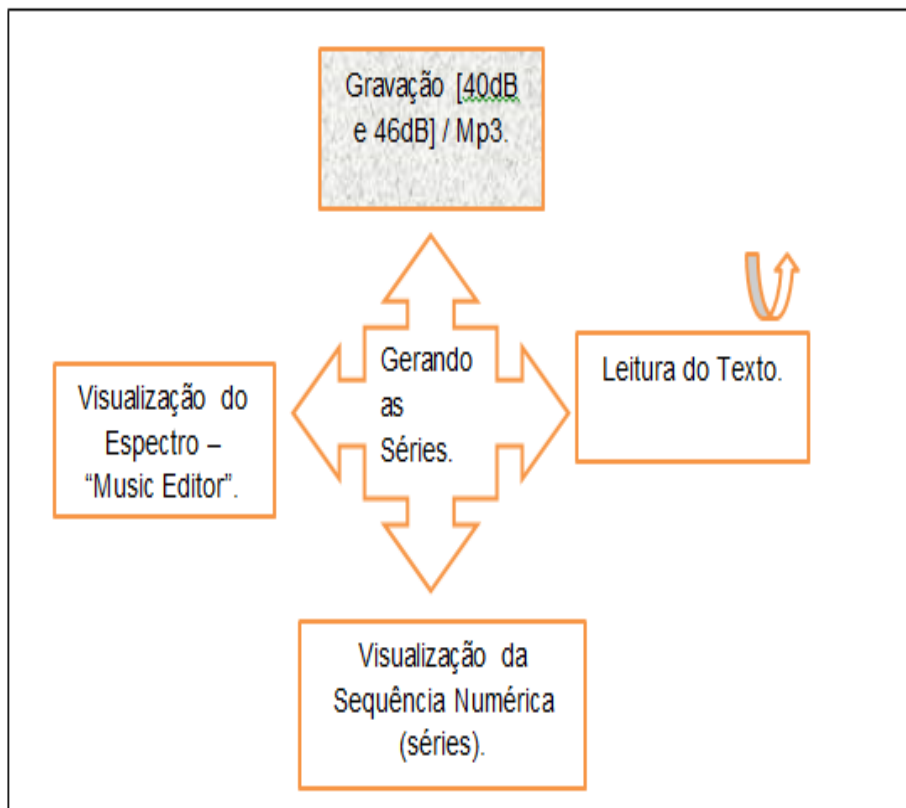 Gravação [40dB
e 46dB] / Mp3.
Gerando
as
Séries.
Leitura do Texto.
Visualização do
Espectro –
“Music Editor”.
Visualização da
Sequência Numérica
(séries).